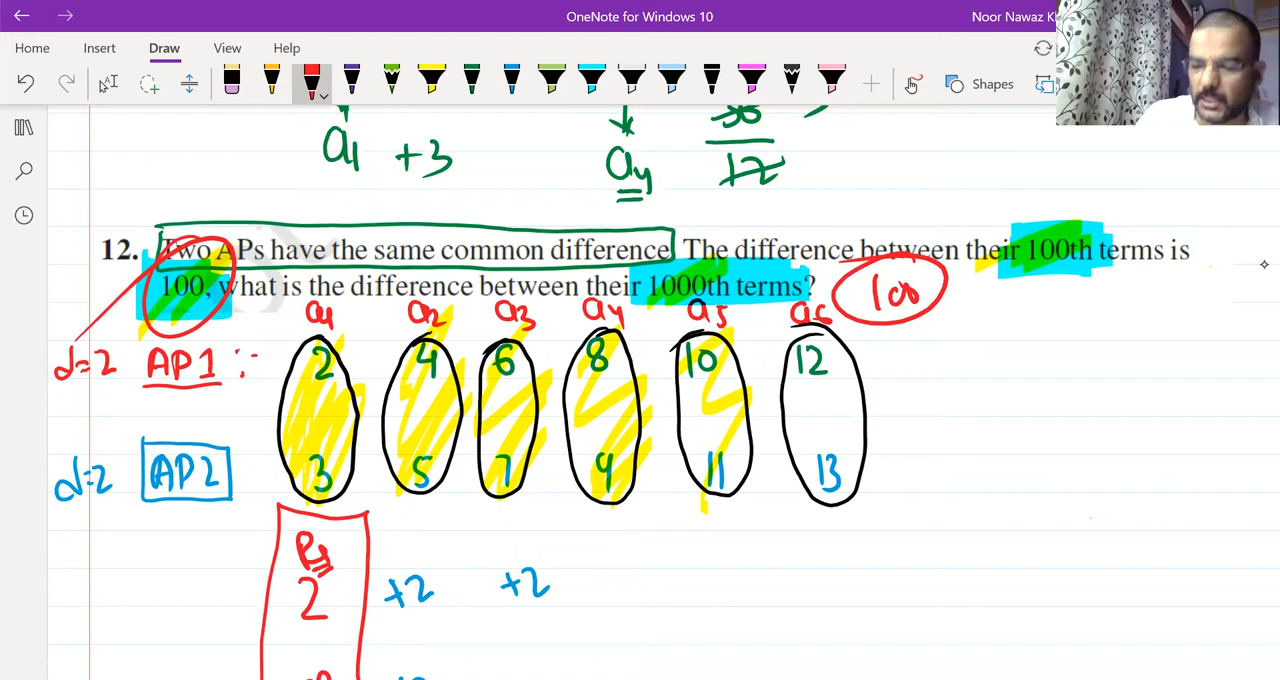 OneNote for Windows 10
Noor Nawaz K
Home Insert Draw View Help
Shapes
a1 +3 a4 36/12
12. Two APs have the same common difference. The difference between their 100th terms is
100, what is the difference between their 1000th terms? 100
a1 a2 a3 a4 a5 a6
d=2 AP1: 2 4 6 8 10 12
d=2 AP2 3 5 7 9 11 13
Rs
2 +2 +2